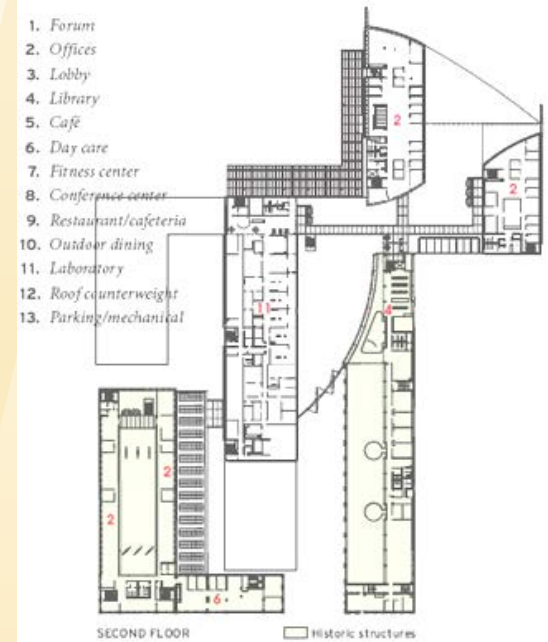 1. Forum
2. Offices
3. Lobby
4. Library
5. Café
6. Day care
7. Fitness center
8. Conference center
9. Restaurant/cafeteria
10. Outdoor dining
11. Laboratory
12. Roof counterweight
13. Parking/mechanical
2
2
11
4
2
2
6
SECOND FLOOR
Historic structures